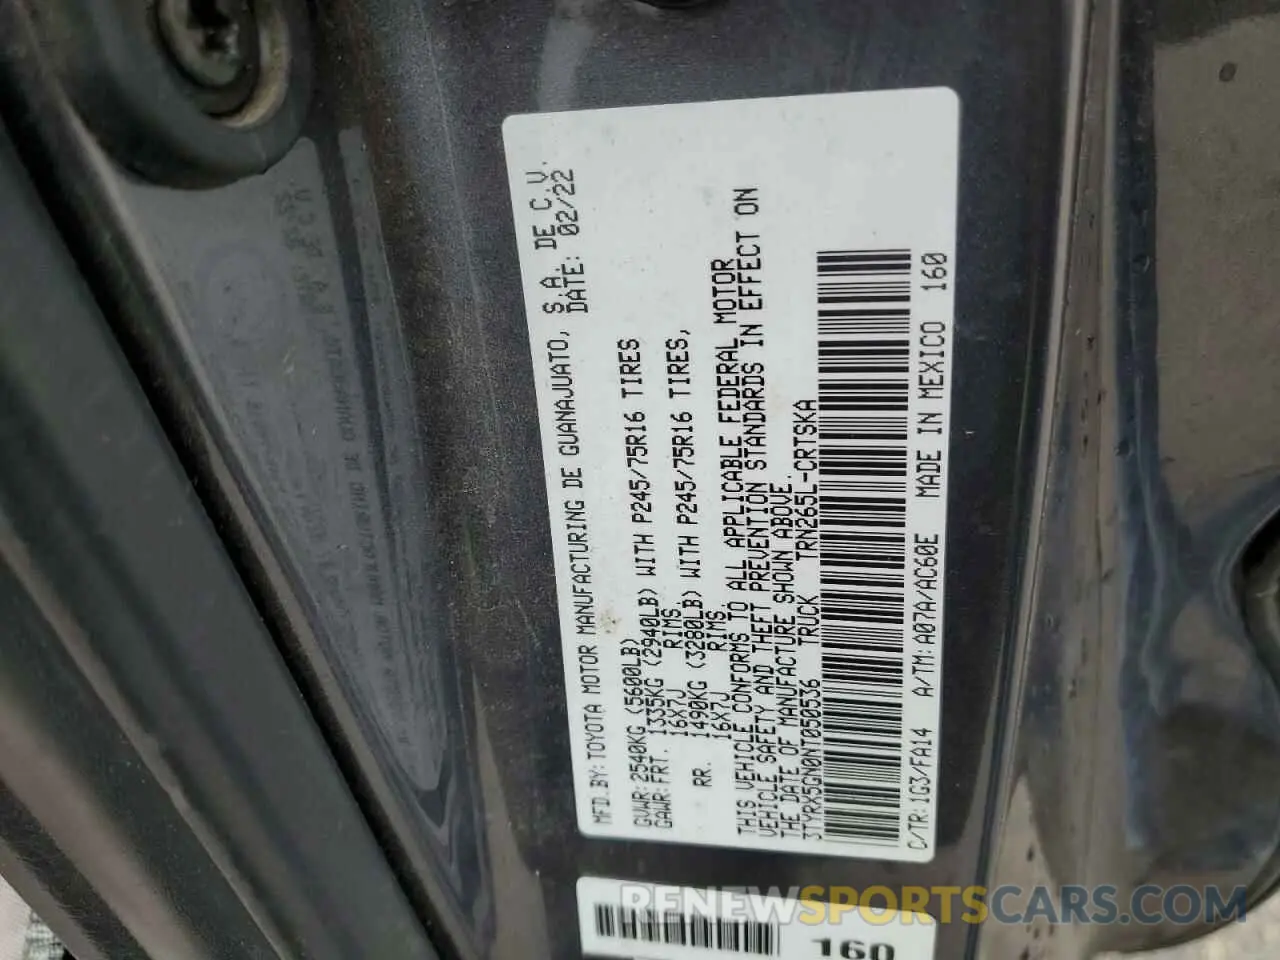 MFD.BY: TOYOTA MOTOR MANUFACTURING DE GUANAJUATO, S.A. DE C.V.
DATE: 02/22
GVWR: 2540KG (5600LB)
GAWR: FRT. 1335KG (2940LB) WITH P245/75R16 TIRES
16X7J RIMS
RR. 1490KG (3280LB) WITH P245/75R16 TIRES,
16X7J RIMS.
THIS VEHICLE CONFORMS TO ALL APPLICABLE FEDERAL MOTOR
VEHICLE SAFETY AND THEFT PREVENTION STANDARDS IN EFFECT ON
THE DATE OF MANUFACTURE SHOWN ABOVE.
3TYRX5GN0NT050536 TRUCK TRN265L-CRTSKA
C/TR: 1G3/FA14 A/TM: A07A/AC60E MADE IN MEXICO 160
160
RENEWSPORTSCARS.COM